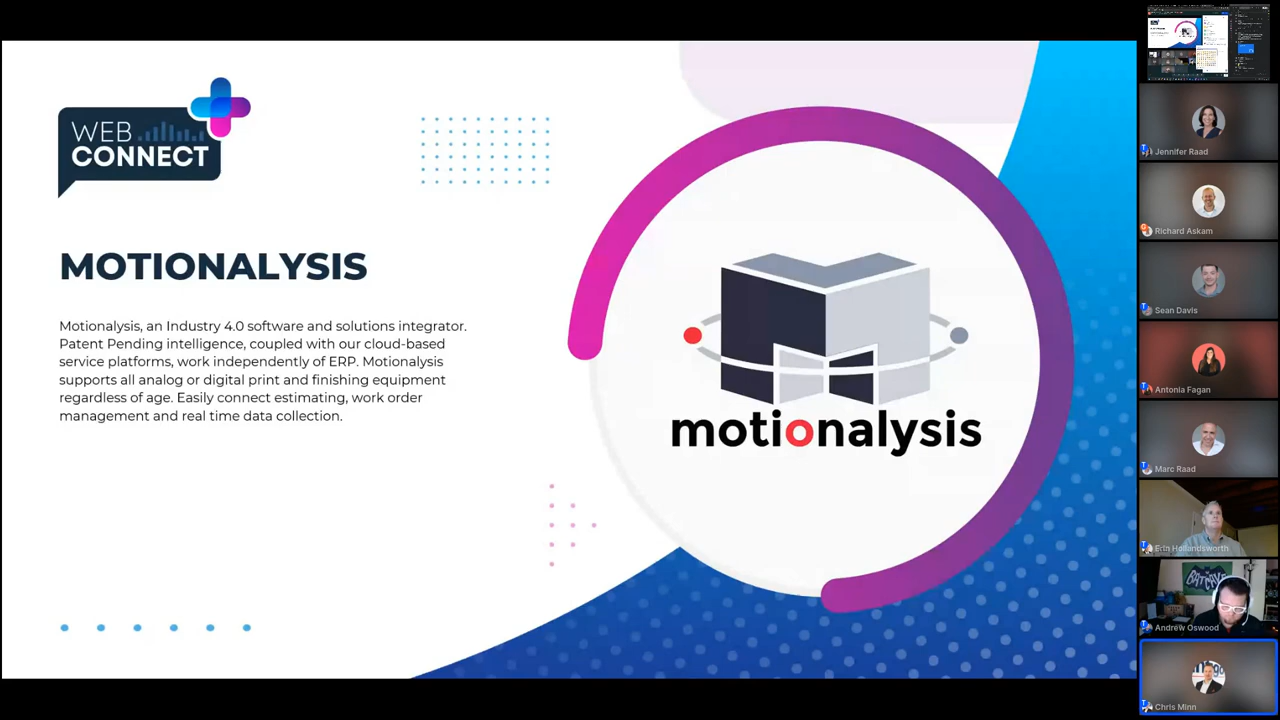 WEB
CONNECT
MOTIONALYSIS
Motionalysis, an Industry 4.0 software and solutions integrator.
Patent Pending intelligence, coupled with our cloud-based
service platforms, work independently of ERP. Motionalysis
supports all analog or digital print and finishing equipment
regardless of age. Easily connect estimating, work order
management and real time data collection.
motionalysis
Jennifer Raad
Richard Askam
Sean Davis
Antonia Fagan
Marc Raad
Erin Hollandsworth
BATCAVE
Andrew Oswood
Chris Minn